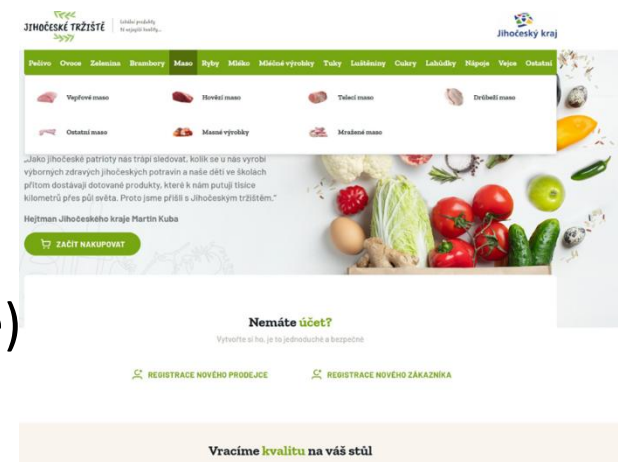 JIHOČESKÉ TRŽIŠTĚ
Lokální produkty
Té nejvyšší kvality...
Jihočeský kraj
Pečivo Ovoce Zelenina Brambory Maso Ryby Mléko Mléčné výrobky Tuky Luštěniny Cukry Lahůdky Nápoje Vejce Ostatní
Vepřové maso Hovězí maso Telecí maso Drůbeží maso
Ostatní maso Masné výrobky Mražené maso
„Jako jihočeské patrioty nás trápí sledovat, kolik se u nás vyrobí
výborných zdravých jihočeských potravin a naše děti ve školách
přitom dostávají dotované produkty, které k nám putují tisíce
kilometrů přes půl světa. Proto jsme přišli s Jihočeským tržištěm.“
Hejtman Jihočeského kraje Martin Kuba
ZAČÍT NAKUPOVAT
)
Nemáte účet?
Vytvořte si ho, je to jednoduché a bezpečné
REGISTRACE NOVÉHO PRODEJCE REGISTRACE NOVÉHO ZÁKAZNÍKA
Vracíme kvalitu na váš stůl